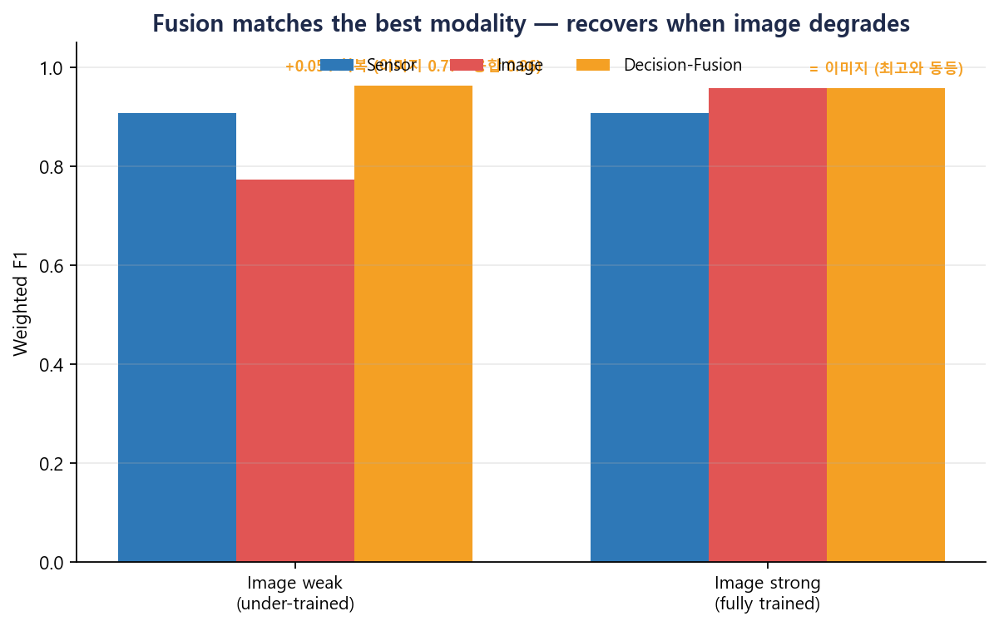 Fusion matches the best modality — recovers when image degrades
Sensor Image Decision-Fusion
= 이미지 (최고와 동등)
1.0
0.8
0.6
0.4
0.2
0.0
Weighted F1
Image weak
(under-trained)
Image strong
(fully trained)